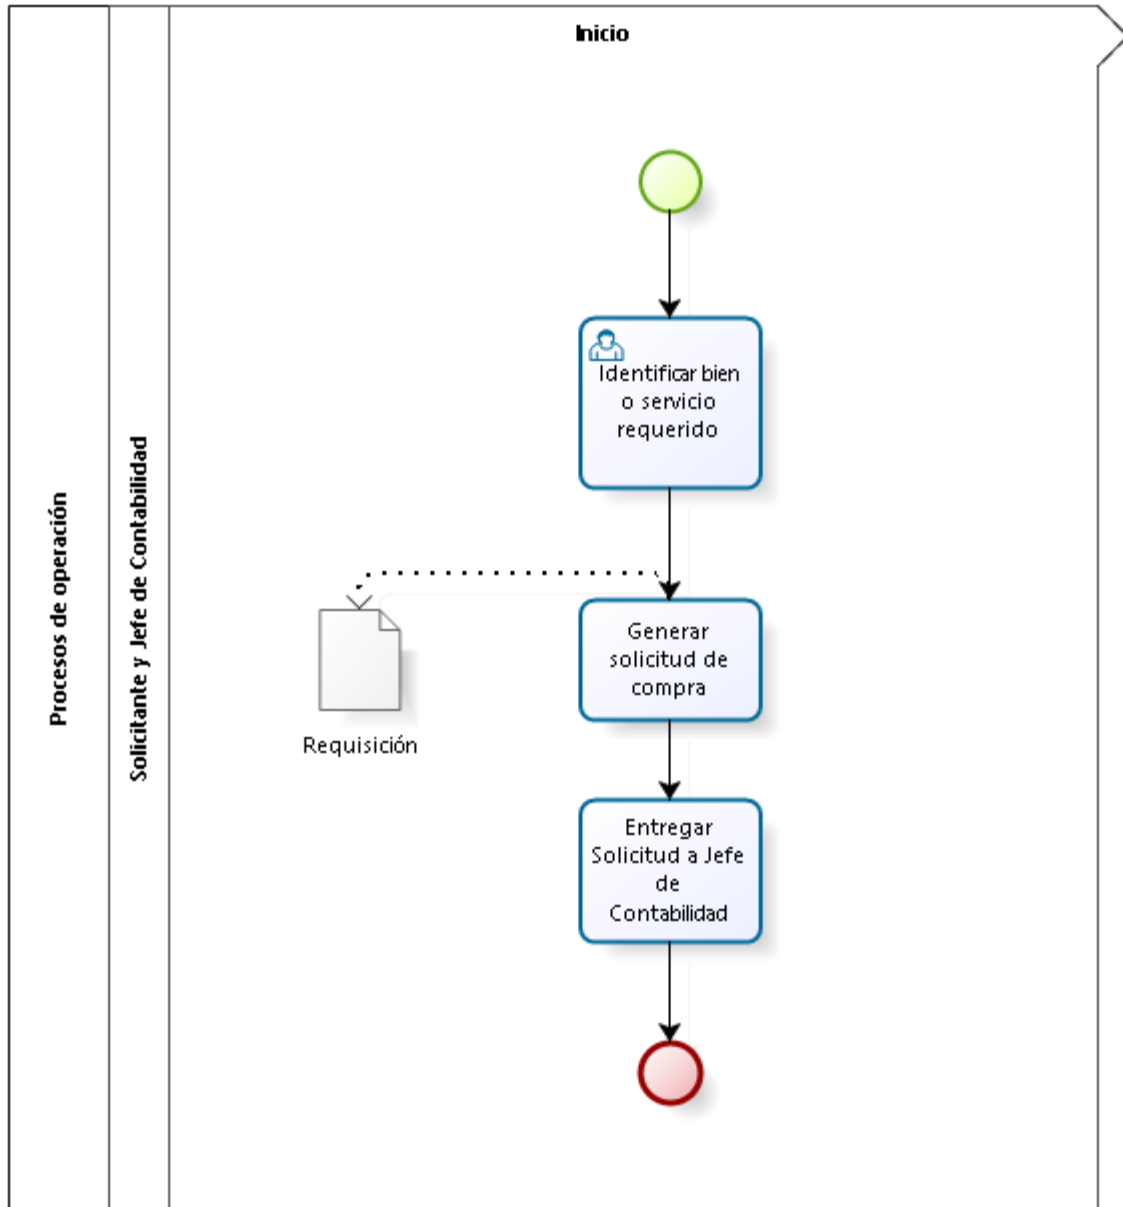 Inicio
Procesos de operación
Solicitante y Jefe de Contabilidad
Identificar bien
o servicio
requerido
Generar
solicitud de
compra
Requisición
Entregar
Solicitud a Jefe
de
Contabilidad